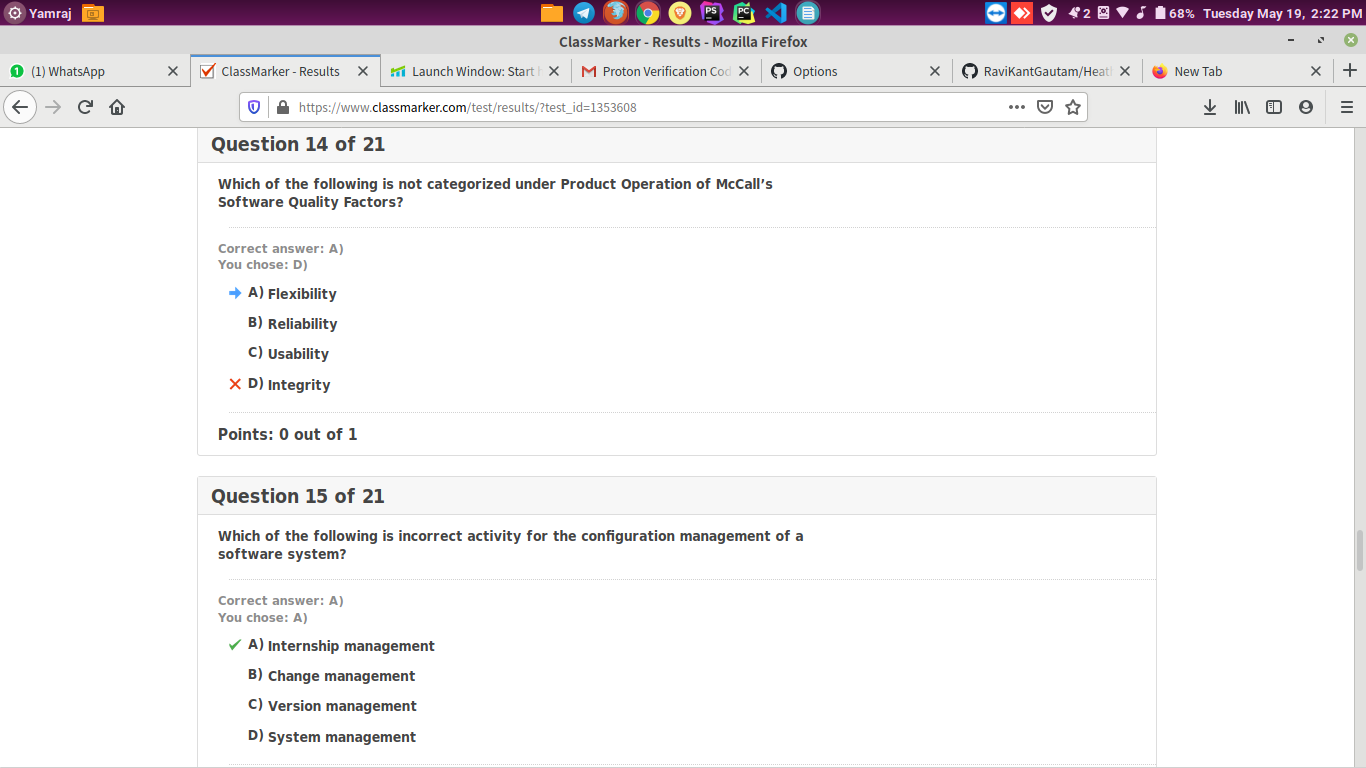 Yamraj
2
68%
Tuesday May 19, 2:22 PM
ClassMarker - Results - Mozilla Firefox
(1) WhatsApp
ClassMarker - Results
Launch Window: Start
Proton Verification Cod
Options
RaviKantGautam/Heat
New Tab
https://www.classmarker.com/test/results/?test_id=1353608
Question 14 of 21
Which of the following is not categorized under Product Operation of McCall’s
Software Quality Factors?
Correct answer: A)
You chose: D)
A) Flexibility
B) Reliability
C) Usability
D) Integrity
Points: 0 out of 1
Question 15 of 21
Which of the following is incorrect activity for the configuration management of a
software system?
Correct answer: A)
You chose: A)
A) Internship management
B) Change management
C) Version management
D) System management